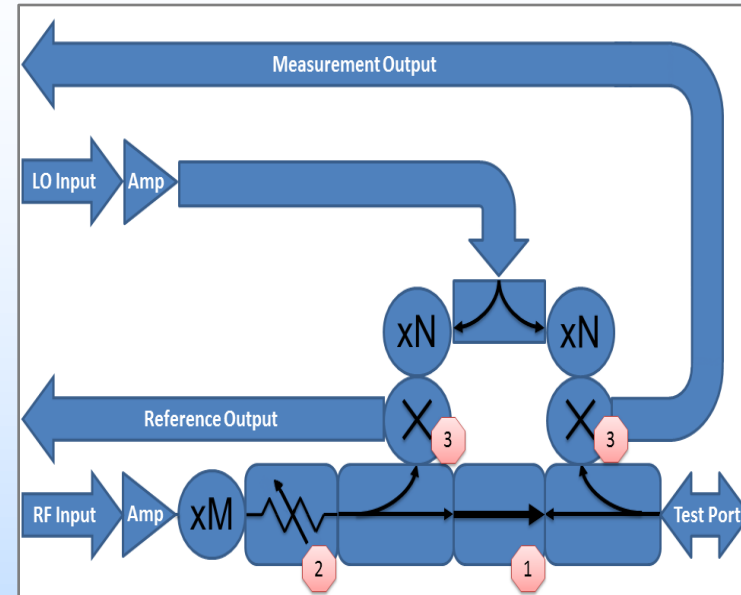 Measurement Output
LO Input
Amp
xN
xN
Reference Output
X
3
X
3
RF Input
Amp
xM
Test Port
2
1